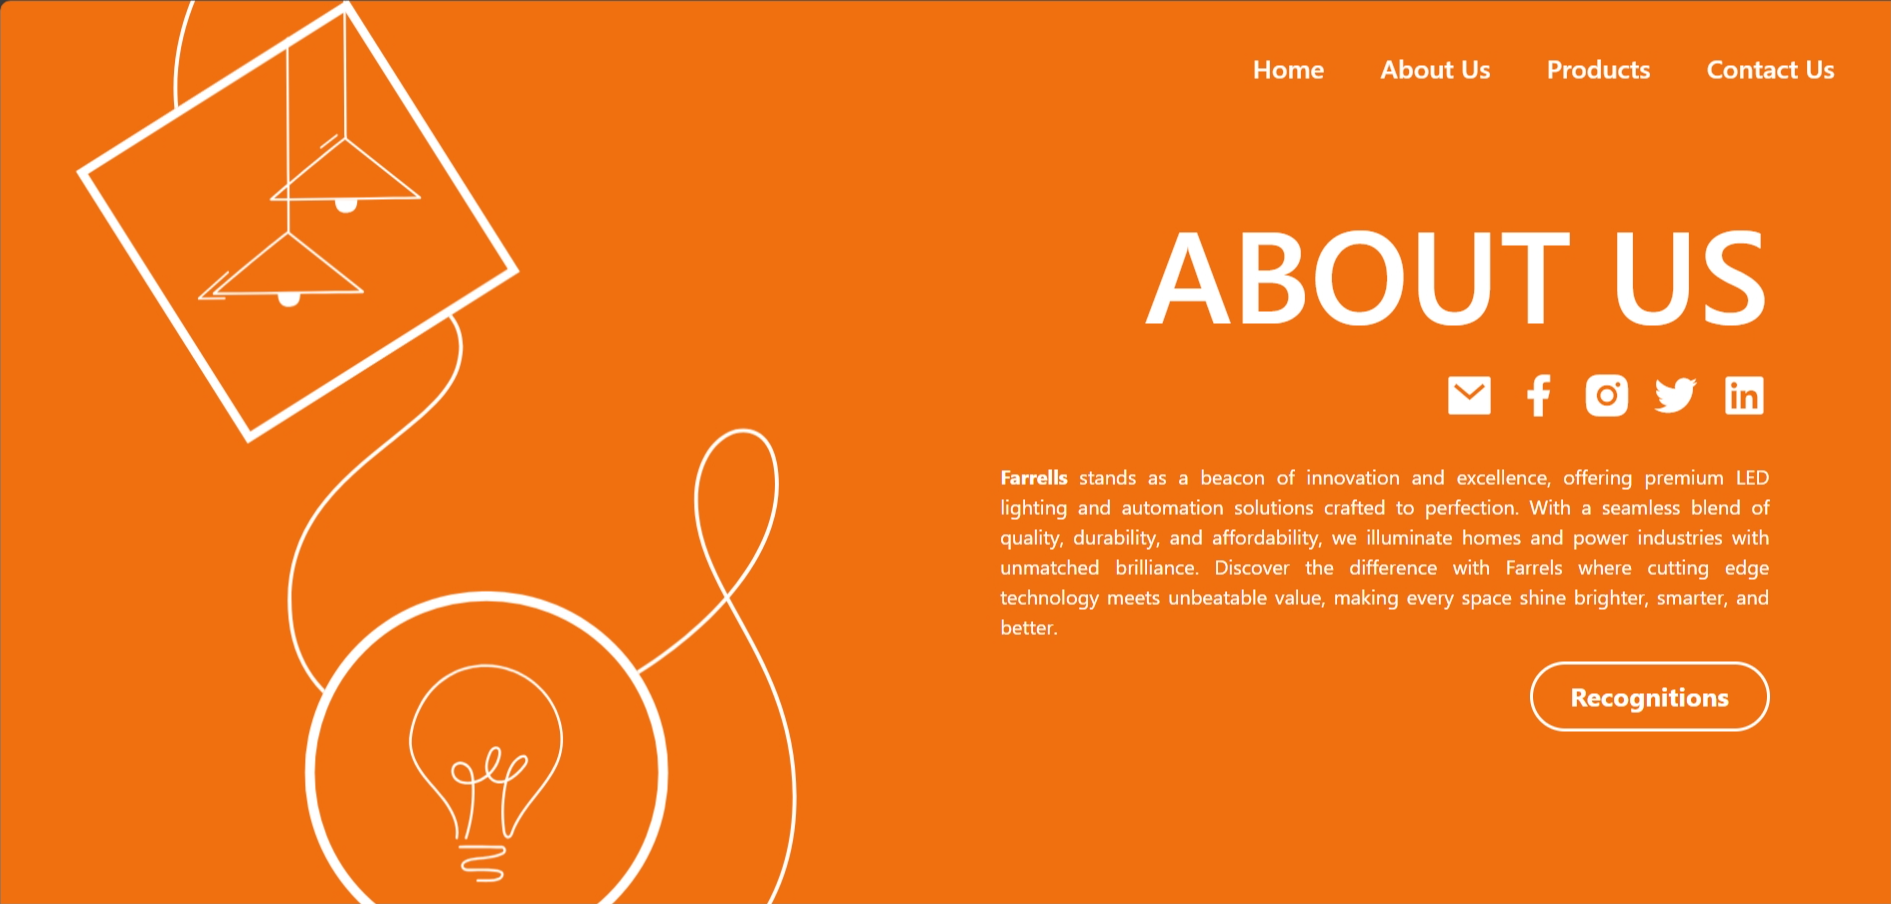 Home About Us Products Contact Us
ABOUT US
Farrells stands as a beacon of innovation and excellence, offering premium LED
lighting and automation solutions crafted to perfection. With a seamless blend of
quality, durability, and affordability, we illuminate homes and power industries with
unmatched brilliance. Discover the difference with Farrels where cutting edge
technology meets unbeatable value, making every space shine brighter, smarter, and
better.
Recognitions